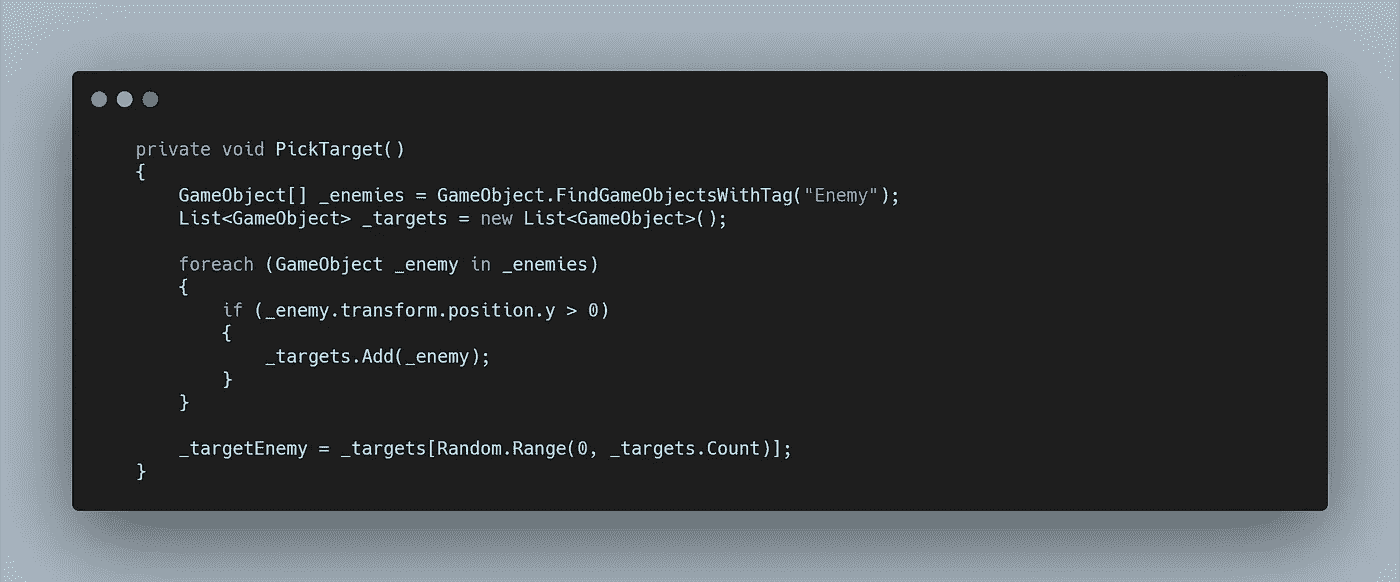 private void PickTarget()
{
    GameObject[] _enemies = GameObject.FindGameObjectsWithTag("Enemy");
    List<GameObject> _targets = new List<GameObject>();

    foreach (GameObject _enemy in _enemies)
    {
        if (_enemy.transform.position.y > 0)
        {
            _targets.Add(_enemy);
        }
    }

    _targetEnemy = _targets[Random.Range(0, _targets.Count)];
}